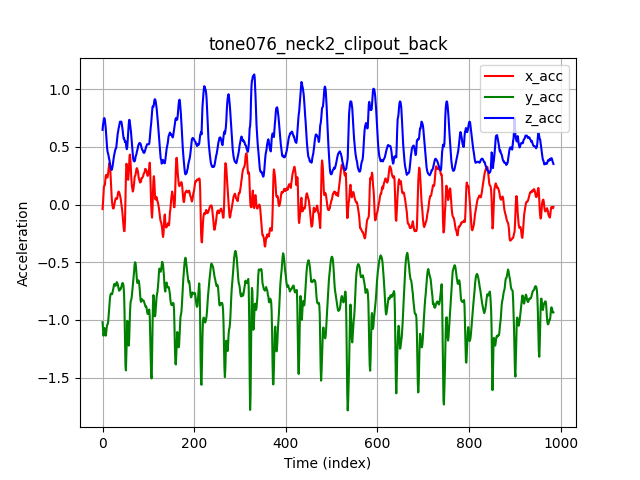 tone076_neck2_clipout_back
x_acc
y_acc
z_acc
1.0
0.5
0.0
−0.5
−1.0
−1.5
Acceleration
0 200 400 600 800 1000
Time (index)